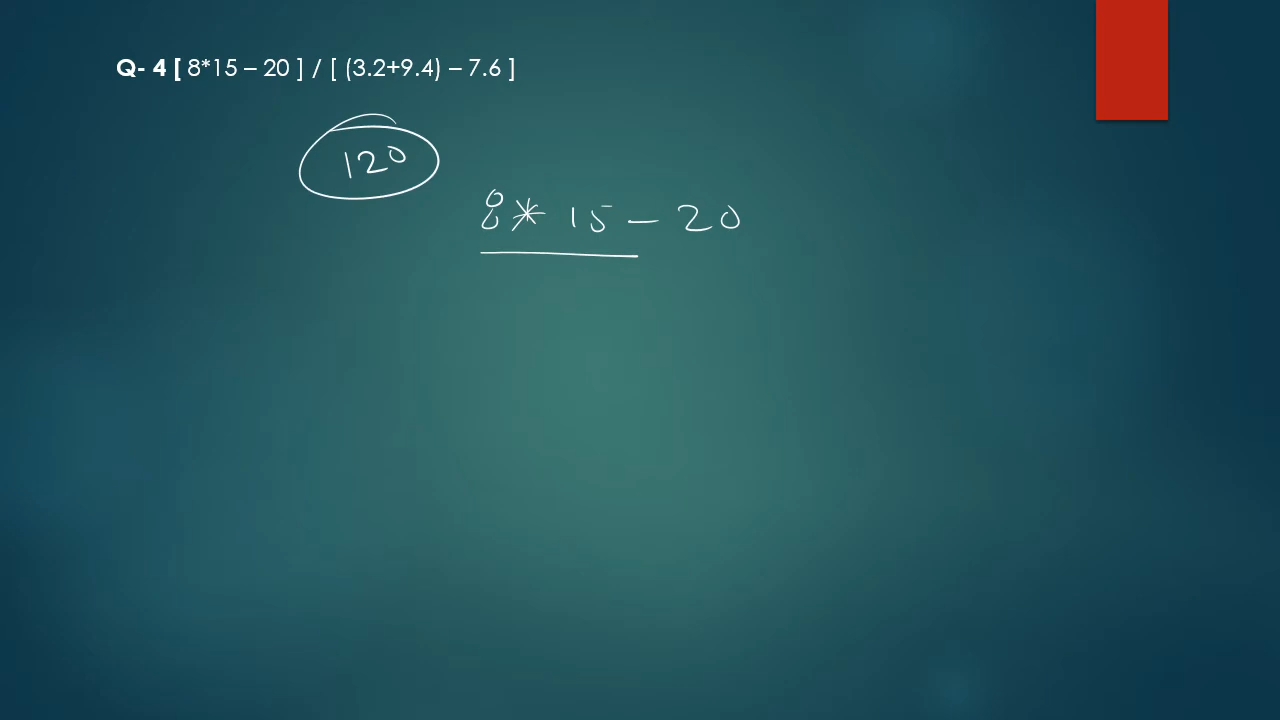 Q- 4 [ 8*15 – 20 ] / [ (3.2+9.4) – 7.6 ]
120
8* 15 – 20